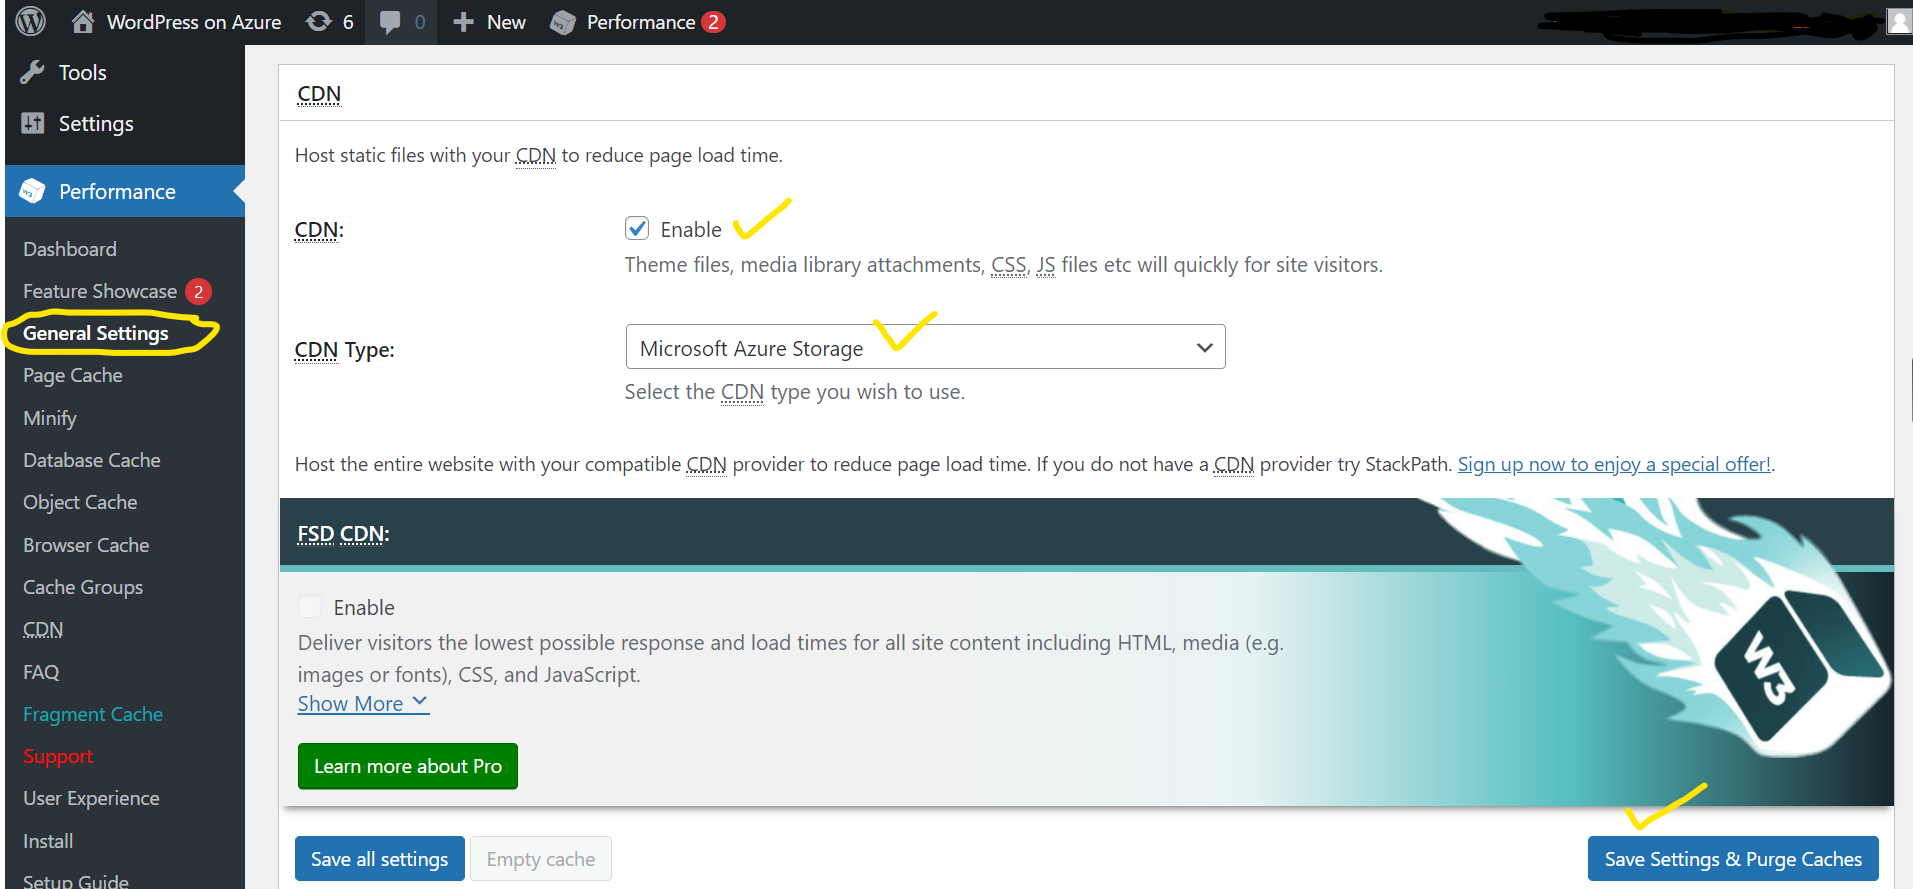 WordPress on Azure 6 0 New Performance 2
Tools
Settings
Performance
Dashboard
Feature Showcase 2
General Settings
Page Cache
Minify
Database Cache
Object Cache
Browser Cache
Cache Groups
CDN
FAQ
Fragment Cache
Support
User Experience
Install
Setup Guide
CDN
Host static files with your CDN to reduce page load time.
CDN:
Enable
Theme files, media library attachments, CSS, JS files etc will quickly for site visitors.
CDN Type:
Microsoft Azure Storage
Select the CDN type you wish to use.
Host the entire website with your compatible CDN provider to reduce page load time. If you do not have a CDN provider try StackPath. Sign up now to enjoy a special offer!.
FSD CDN:
Enable
Deliver visitors the lowest possible response and load times for all site content including HTML, media (e.g.
images or fonts), CSS, and JavaScript.
Show More
Learn more about Pro
W3
Save all settings
Empty cache
Save Settings & Purge Caches